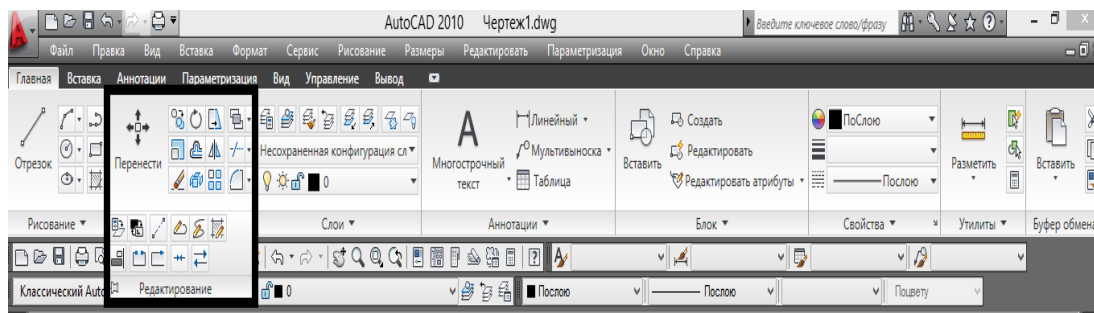 AutoCAD 2010 Чертеж1.dwg Введите ключевое слово/фразу
Файл Правка Вид Вставка Формат Сервис Рисование Размеры Редактировать Параметризация Окно Справка
Главная Вставка Аннотации Параметризация Вид Управление Вывод
Отрезок
Перенести
Несохраненная конфигурация сл
0
Многострочный текст
Линейный
Мультивыноска
Таблица
Вставить
Создать
Редактировать
Редактировать атрибуты
ПоСлою
Послою
Разметить
Вставить
Рисование Слои Аннотации Блок Свойства Утилиты Буфер обмена
Классический Auto Редактирование 0 Послою Послою Поцвету